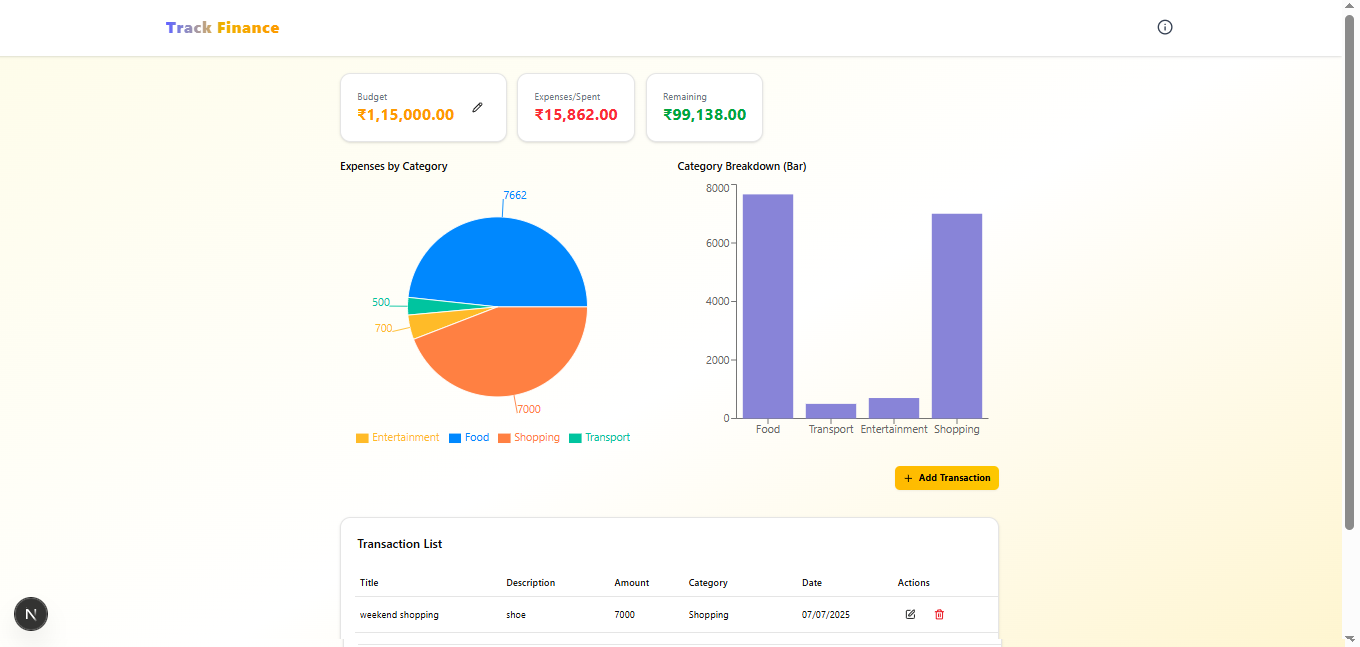 Track Finance
Budget
₹1,15,000.00
Expenses/Spent
₹15,862.00
Remaining
₹99,138.00
Expenses by Category
7662
500
700
7000
Entertainment Food Shopping Transport
Category Breakdown (Bar)
8000
6000
4000
2000
0
Food Transport Entertainment Shopping
+ Add Transaction
Transaction List
Title Description Amount Category Date Actions
weekend shopping shoe 7000 Shopping 07/07/2025
N